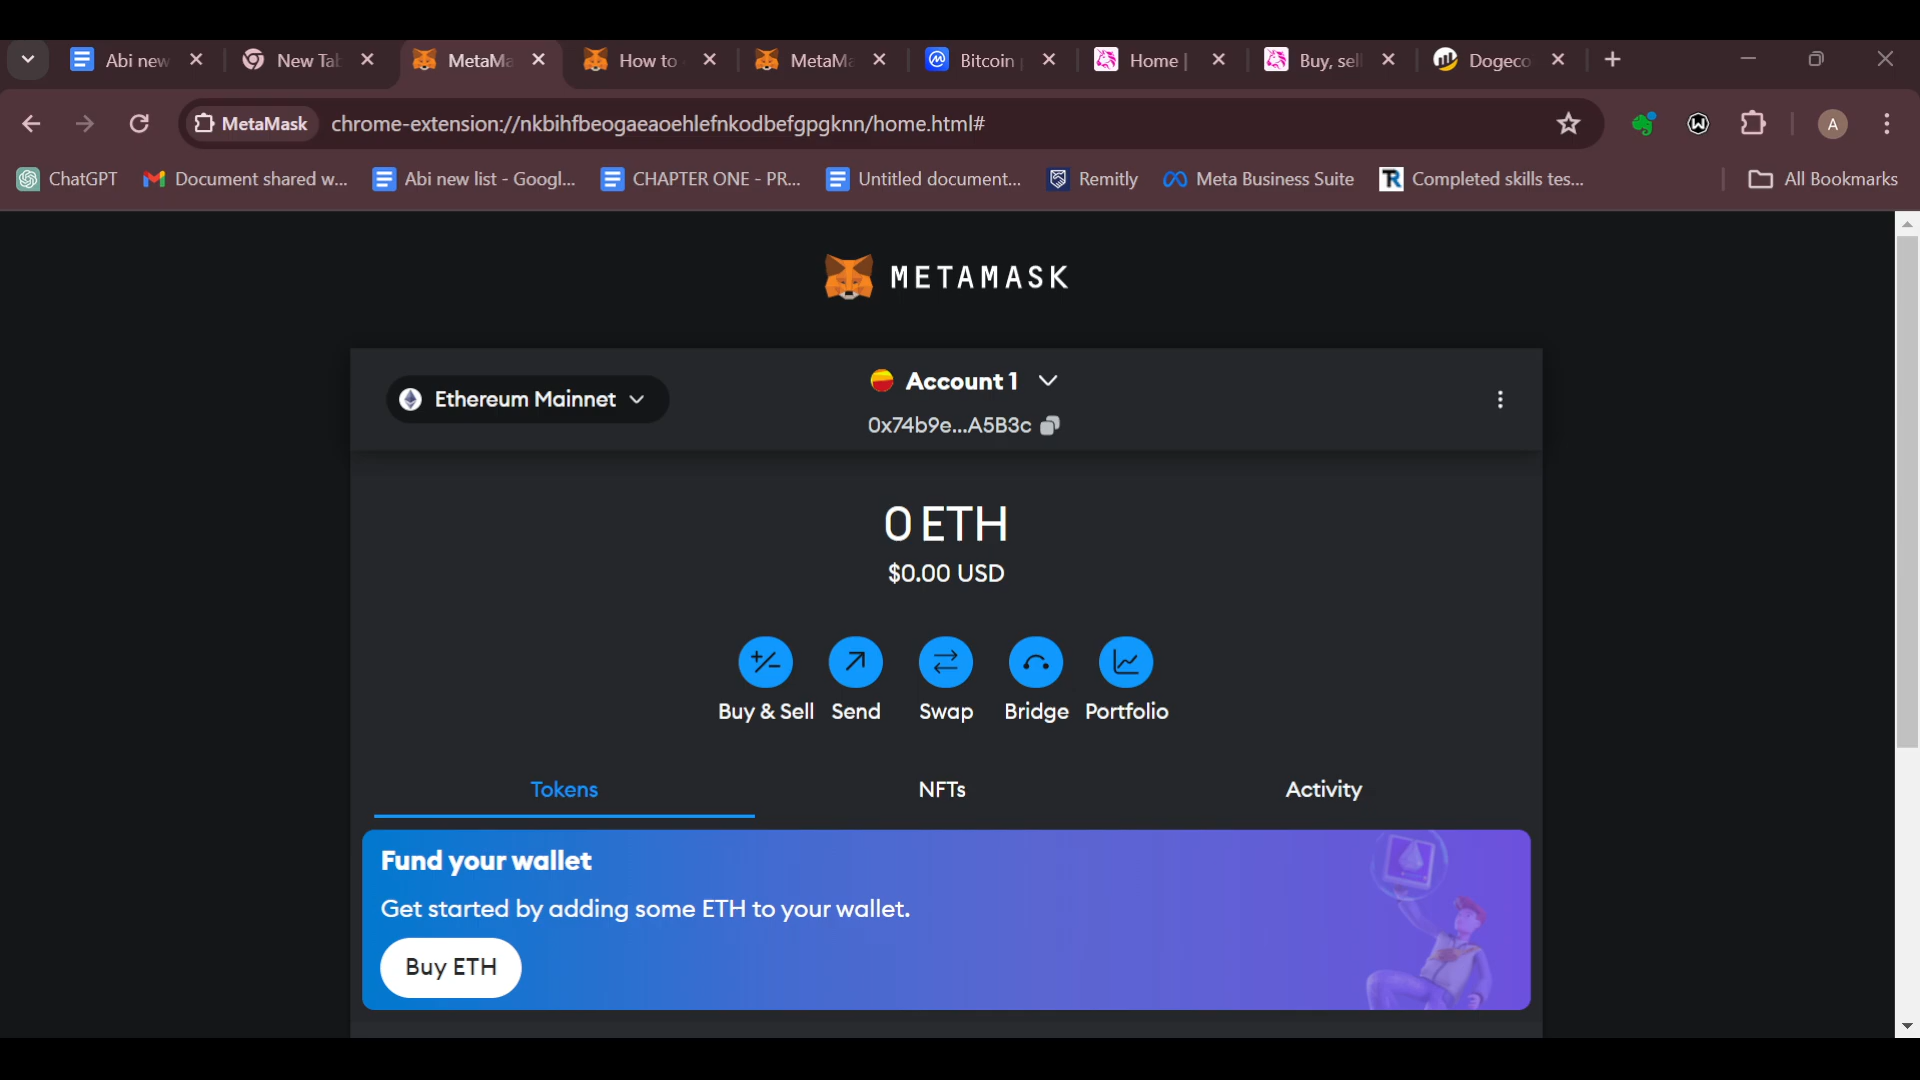 Abi new
New Tab
MetaMa
How to
MetaMa
Bitcoin
Home |
Buy, sell
Dogeco
MetaMask
chrome-extension://nkbihfbeogaeaoehlefnkodbefgpgknn/home.html#
A
ChatGPT
Document shared w...
Abi new list - Googl...
CHAPTER ONE - PR...
Untitled document...
Remitly
Meta Business Suite
TR
Completed skills tes...
All Bookmarks
METAMASK
Ethereum Mainnet
Account 1
0x74b9e...A5B3c
0 ETH
$0.00 USD
Buy & Sell
Send
Swap
Bridge
Portfolio
Tokens
NFTs
Activity
Fund your wallet
Get started by adding some ETH to your wallet.
Buy ETH